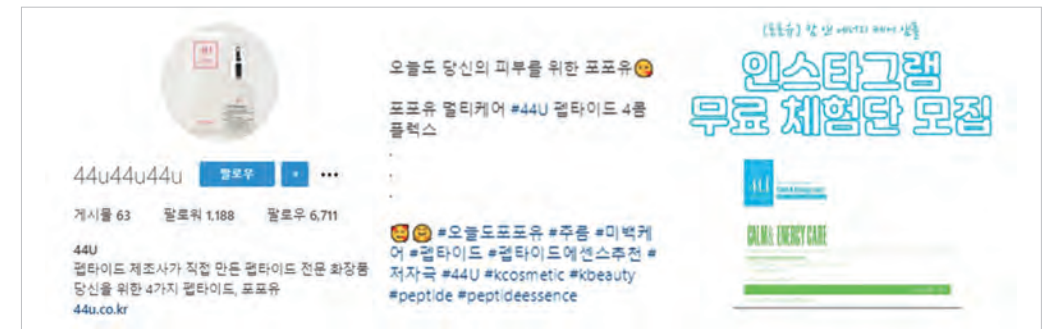 44u44u44u 팔로우
게시물 63 팔로워 1,188 팔로우 6,711
44U
펩타이드 제조사가 직접 만든 펩타이드 전문 화장품
당신을 위한 4가지 펩타이드, 포포유
44u.co.kr
오늘도 당신의 피부를 위한 포포유
포포유 멀티케어 #44U 펩타이드 4콤
플렉스
.
.
.
#오늘도포포유 #주름 #미백케
어 #펩타이드 #펩타이드에센스추천 #
저자극 #44U #kcosmetic #kbeauty
#peptide #peptideessence
(포포유)
인스타그램
무료 체험단 모집
44U
CALM & ENERGY CARE